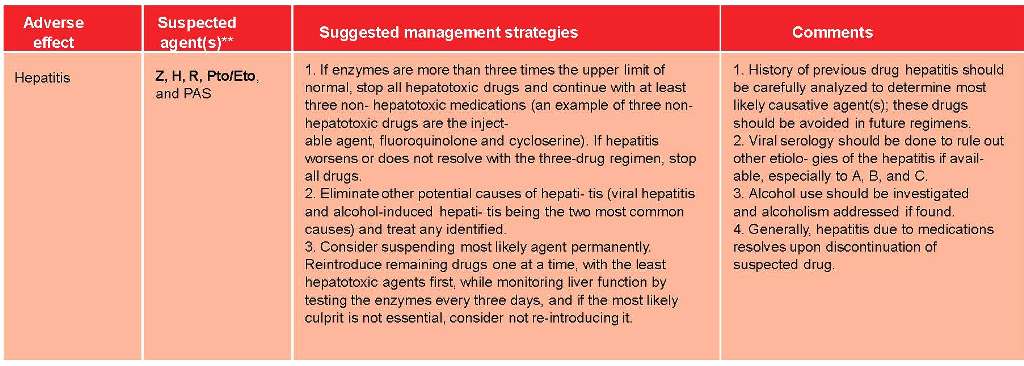 Adverse
effect
Suspected
agent(s)**
Suggested management strategies
Comments
Hepatitis
Z, H, R, Pto/Eto,
and PAS
1. If enzymes are more than three times the upper limit of
normal, stop all hepatotoxic drugs and continue with at least
three non- hepatotoxic medications (an example of three non-
hepatotoxic drugs are the inject-
able agent, fluoroquinolone and cycloserine). If hepatitis
worsens or does not resolve with the three-drug regimen, stop
all drugs.
2. Eliminate other potential causes of hepati- tis (viral hepatitis
and alcohol-induced hepati- tis being the two most common
causes) and treat any identified.
3. Consider suspending most likely agent permanently.
Reintroduce remaining drugs one at a time, with the least
hepatotoxic agents first, while monitoring liver function by
testing the enzymes every three days, and if the most likely
culprit is not essential, consider not re-introducing it.
1. History of previous drug hepatitis should
be carefully analyzed to determine most
likely causative agent(s); these drugs
should be avoided in future regimens.
2. Viral serology should be done to rule out
other etiolo- gies of the hepatitis if avail-
able, especially to A, B, and C.
3. Alcohol use should be investigated
and alcoholism addressed if found.
4. Generally, hepatitis due to medications
resolves upon discontinuation of
suspected drug.